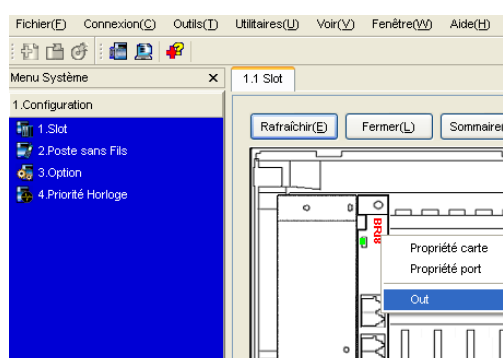 Fichier(F) Connexion(C) Outils(T) Utilitaires(U) Voir(V) Fenêtre(W) Aide(H)
Menu Système x 1.1 Slot
1.Configuration
Rafraîchir(E) Fermer(L) Sommaire
1.Slot
2.Poste sans Fils
3.Option
4.Priorité Horloge
BRI8
Propriété carte
Propriété port
Out